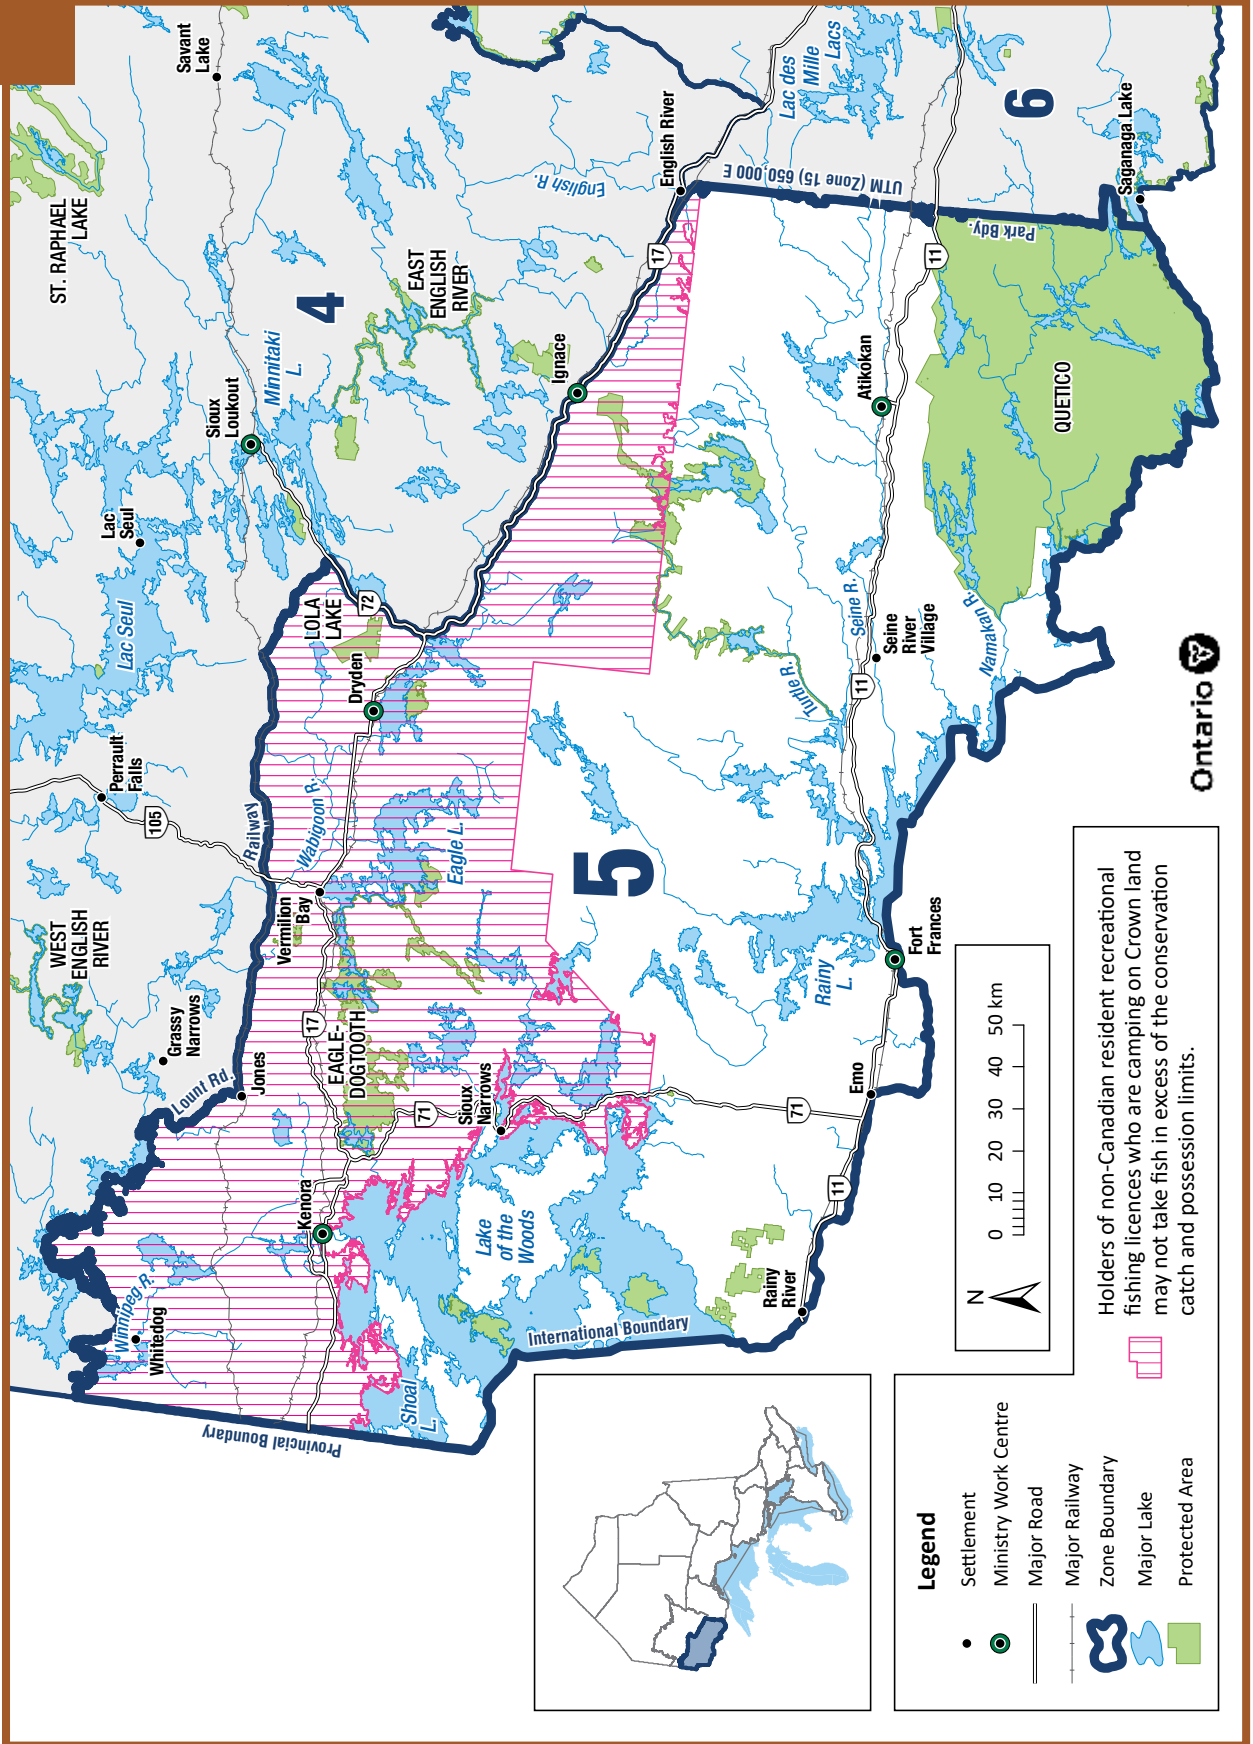 Savant
Lake
ST. RAPHAEL
LAKE
Lac des
Mille
Lacs
English River
English R.
6
Saganaga Lake
UTM (Zone 15) 650,000 E
Park Bdy.
17
11
4
EAST
ENGLISH
RIVER
Minnitaki
L.
Sioux
Loukout
Ignace
Atikokan
QUETICO
Lac
Seul
Lac Seul
LOLA
LAKE
72
Dryden
Seine R.
Seine
River
Village
11
Turtle R.
Namakan R.
Perrault
Falls
105
Railway
Wabigoon R.
Eagle L.
5
Vermilion
Bay
WEST
ENGLISH
RIVER
Grassy
Narrows
Lount Rd.
Jones
17
EAGLE-
DOGTOOTH
71
Sioux
Narrows
Rainy
L.
Fort
Frances
Emo
71
11
Kenora
Lake
of the
Woods
Rainy
River
International Boundary
Winnipeg R.
Whitedog
Shoal
L.
Provincial Boundary
Ontario
N
0 10 20 30 40 50 km
Legend
Settlement
Ministry Work Centre
Major Road
Major Railway
Zone Boundary
Major Lake
Protected Area
Holders of non-Canadian resident recreational
fishing licences who are camping on Crown land
may not take fish in excess of the conservation
catch and possession limits.